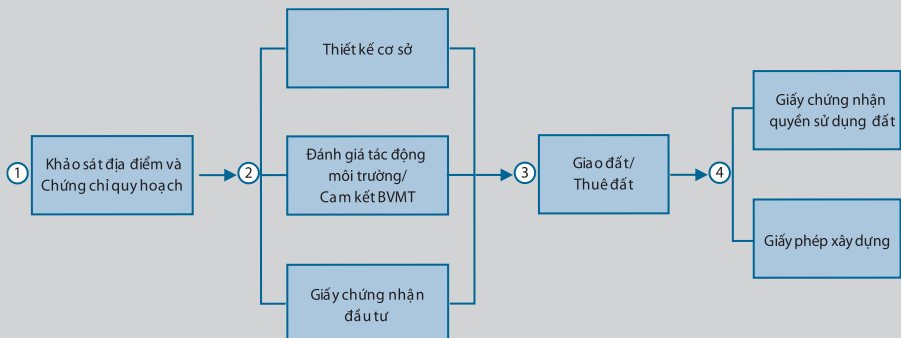 1
Khảo sát địa điểm và
Chứng chỉ quy hoạch
2
Thiết kế cơ sở
Đánh giá tác động
môi trường/
Cam kết BVMT
Giấy chứng nhận
đầu tư
3
Giao đất/
Thuê đất
4
Giấy chứng nhận
quyền sử dụng đất
Giấy phép xây dựng